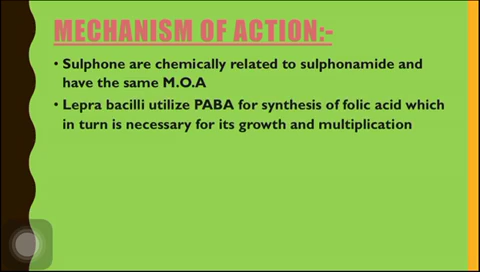 MECHANISM OF ACTION:-
• Sulphone are chemically related to sulphonamide and
have the same M.O.A
• Lepra bacilli utilize PABA for synthesis of folic acid which
in turn is necessary for its growth and multiplication